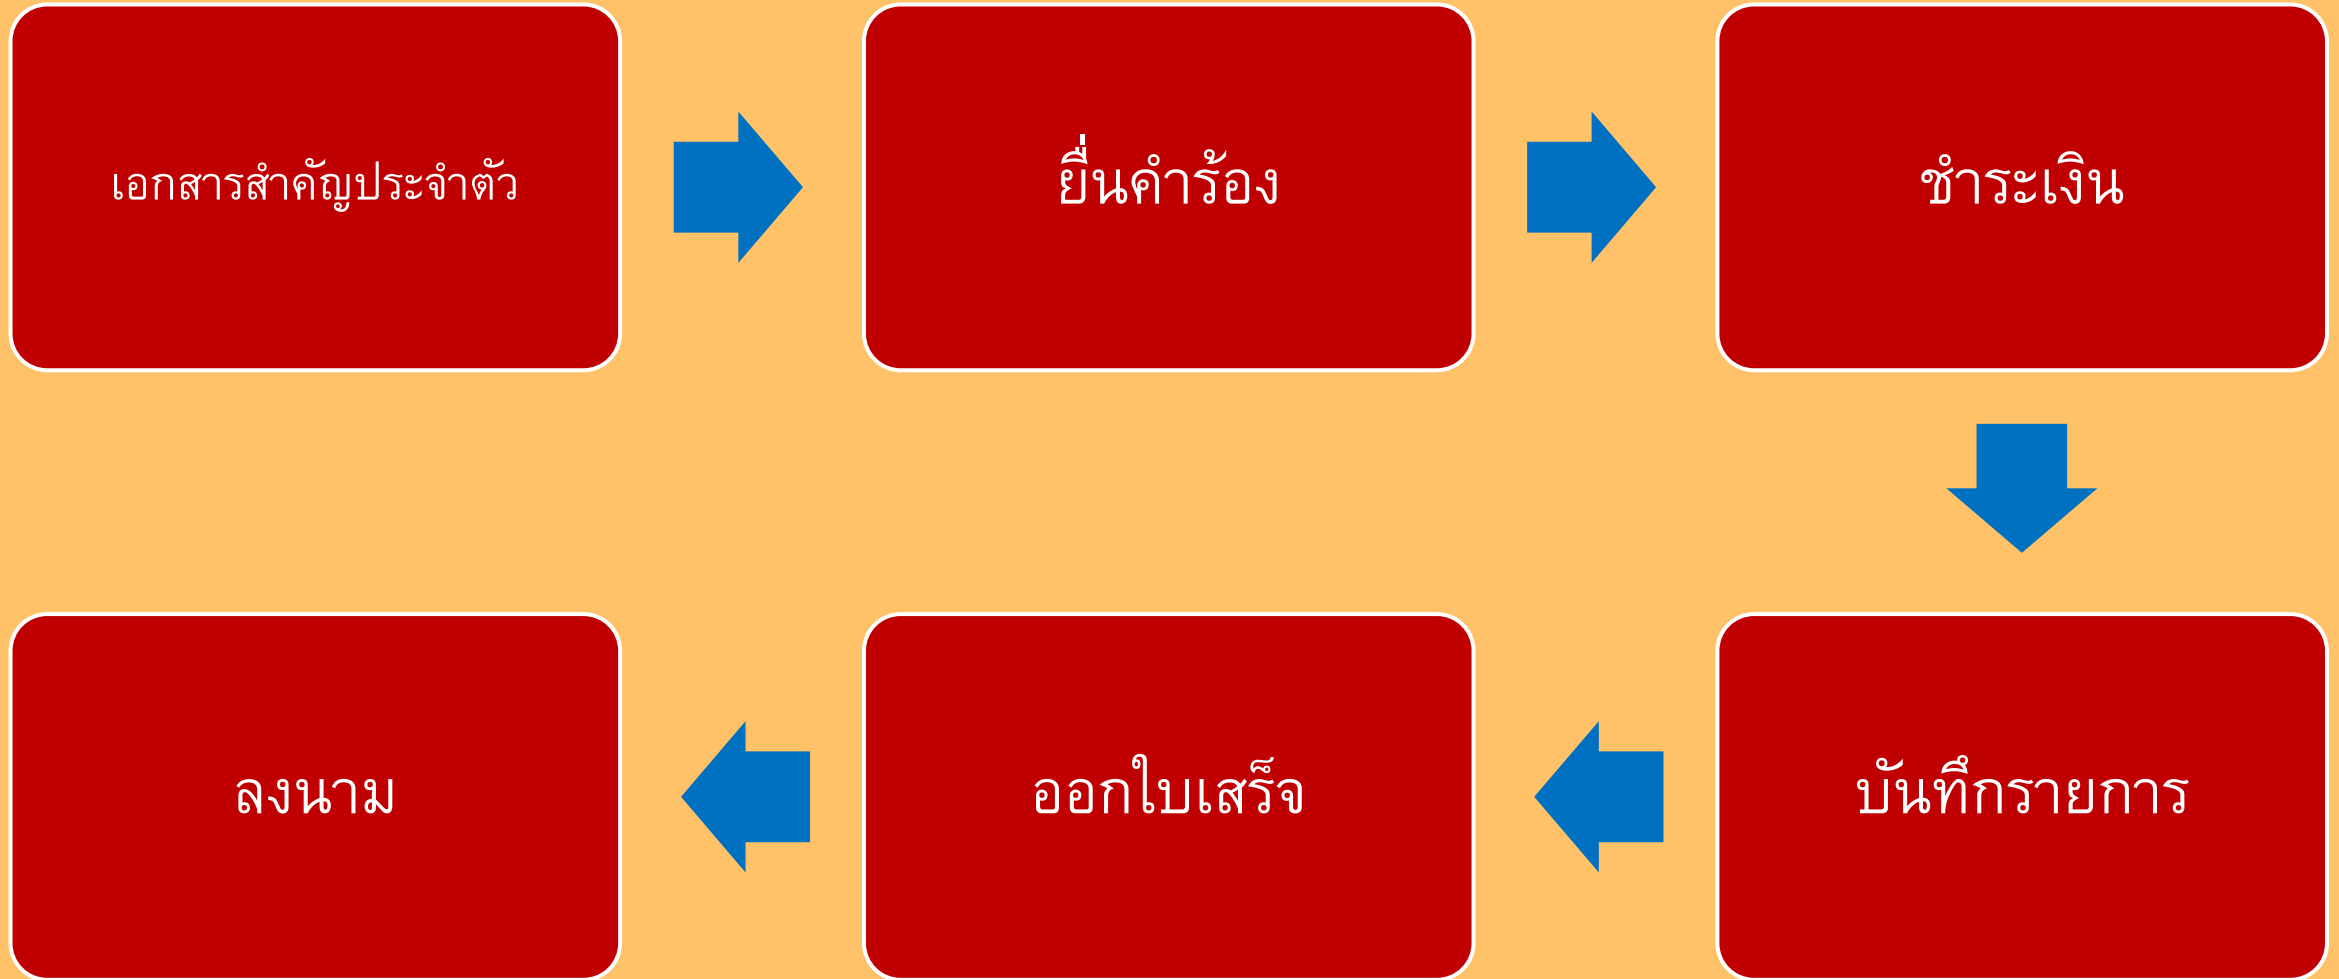 เอกสารสำคัญประจำตัว
ยื่นคำร้อง
ชำระเงิน
บันทึกรายการ
ออกใบเสร็จ
ลงนาม